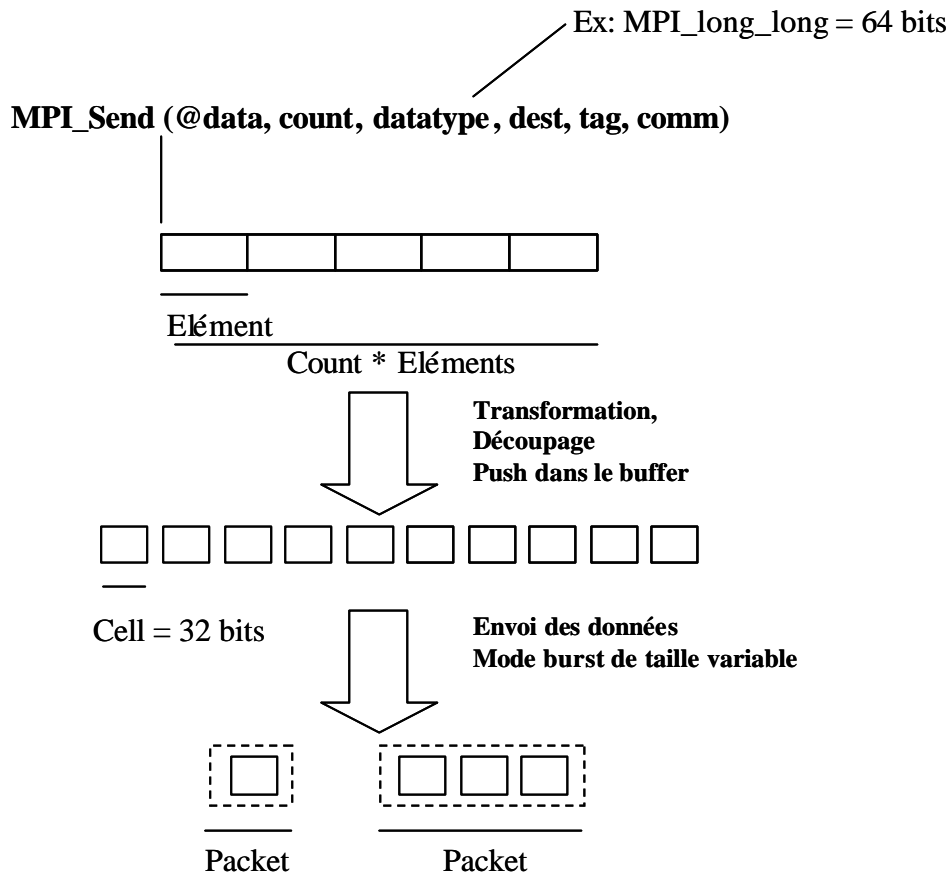 Ex: MPI_long_long = 64 bits
MPI_Send (@data, count, datatype, dest, tag, comm)
Elément
Count * Eléments
Transformation,
Découpage
Push dans le buffer
Cell = 32 bits
Envoi des données
Mode burst de taille variable
Packet
Packet